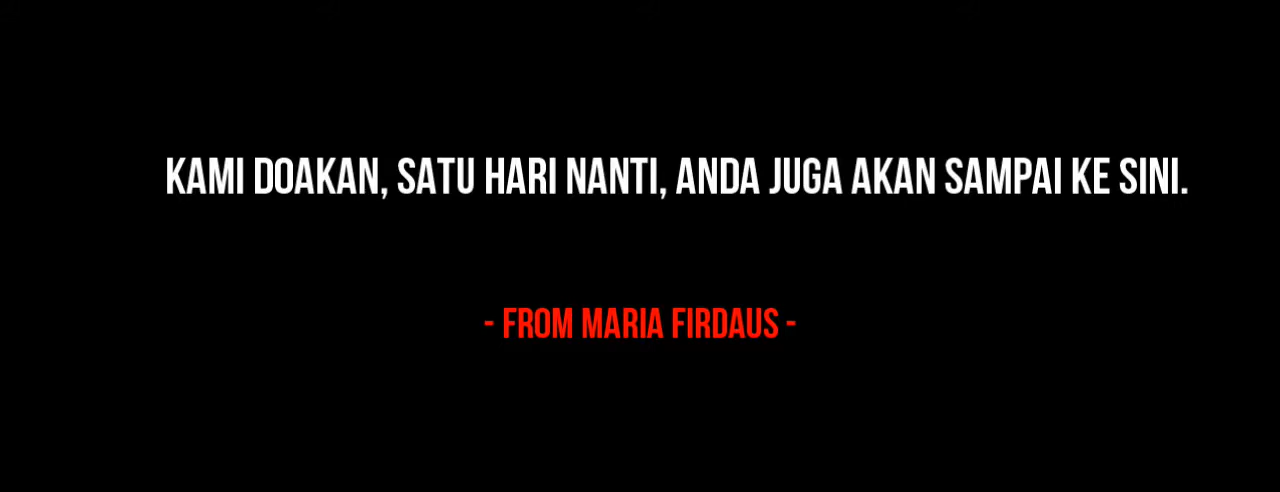 KAMI DOAKAN, SATU HARI NANTI, ANDA JUGA AKAN SAMPAI KE SINI.
- FROM MARIA FIRDAUS -